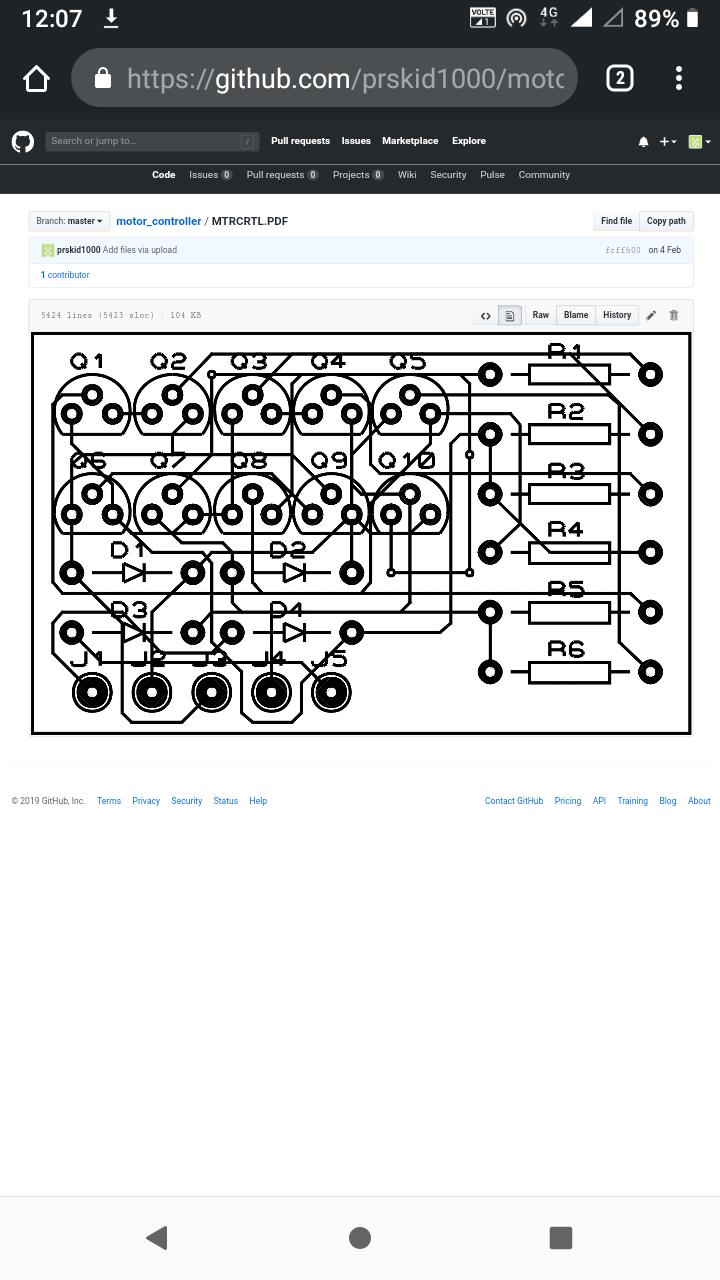 12:07 VOLTE 1 4G 89%
https://github.com/prskid1000/moto 2
Search or jump to... / Pull requests Issues Marketplace Explore
Code Issues 0 Pull requests 0 Projects 0 Wiki Security Pulse Community
Branch: master motor_controller / MTRCRTL.PDF Find file Copy path
prskid1000 Add files via upload fcff600 on 4 Feb
1 contributor
5424 lines (5423 sloc) 104 KB Raw Blame History
Q1 Q2 Q3 Q4 Q5 R1
R2
Q6 Q7 Q8 Q9 Q10 R3
R4
D1 D2
R5
D3 D4
R6
J1 J2 J3 J4 J5
© 2019 GitHub, Inc. Terms Privacy Security Status Help Contact GitHub Pricing API Training Blog About